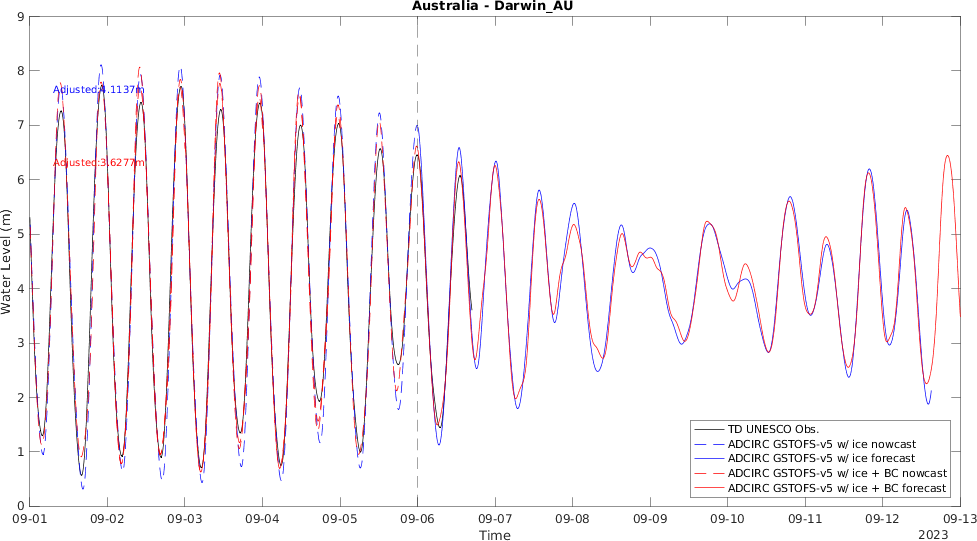 Australia - Darwin_AU
9
8
7
6
5
4
3
2
1
0
Water Level (m)
Adjusted:4.1137m
Adjusted:3.6277m
TD UNESCO Obs.
ADCIRC GSTOFS-v5 w/ ice nowcast
ADCIRC GSTOFS-v5 w/ ice forecast
ADCIRC GSTOFS-v5 w/ ice + BC nowcast
ADCIRC GSTOFS-v5 w/ ice + BC forecast
09-01 09-02 09-03 09-04 09-05 09-06 09-07 09-08 09-09 09-10 09-11 09-12 09-13
Time
2023